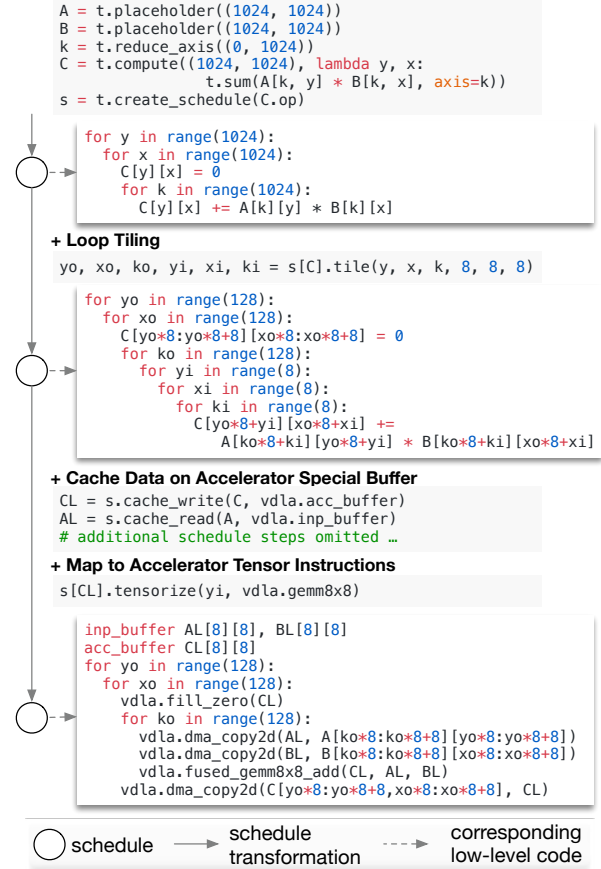 A = t.placeholder((1024, 1024))
B = t.placeholder((1024, 1024))
k = t.reduce_axis((0, 1024))
C = t.compute((1024, 1024), lambda y, x:
                t.sum(A[k, y] * B[k, x], axis=k))
s = t.create_schedule(C.op)
for y in range(1024):
  for x in range(1024):
    C[y][x] = 0
    for k in range(1024):
      C[y][x] += A[k][y] * B[k][x]
+ Loop Tiling
yo, xo, ko, yi, xi, ki = s[C].tile(y, x, k, 8, 8, 8)
for yo in range(128):
  for xo in range(128):
    C[yo*8:yo*8+8][xo*8:xo*8+8] = 0
    for ko in range(128):
      for yi in range(8):
        for xi in range(8):
          for ki in range(8):
            C[yo*8+yi][xo*8+xi] +=
               A[ko*8+ki][yo*8+yi] * B[ko*8+ki][xo*8+xi]
+ Cache Data on Accelerator Special Buffer
CL = s.cache_write(C, vdla.acc_buffer)
AL = s.cache_read(A, vdla.inp_buffer)
# additional schedule steps omitted …
+ Map to Accelerator Tensor Instructions
s[CL].tensorize(yi, vdla.gemm8x8)
inp_buffer AL[8][8], BL[8][8]
acc_buffer CL[8][8]
for yo in range(128):
  for xo in range(128):
    vdla.fill_zero(CL)
    for ko in range(128):
      vdla.dma_copy2d(AL, A[ko*8:ko*8+8][yo*8:yo*8+8])
      vdla.dma_copy2d(BL, B[ko*8:ko*8+8][xo*8:xo*8+8])
      vdla.fused_gemm8x8_add(CL, AL, BL)
    vdla.dma_copy2d(C[yo*8:yo*8+8,xo*8:xo*8+8], CL)
schedule
schedule
transformation
corresponding
low-level code